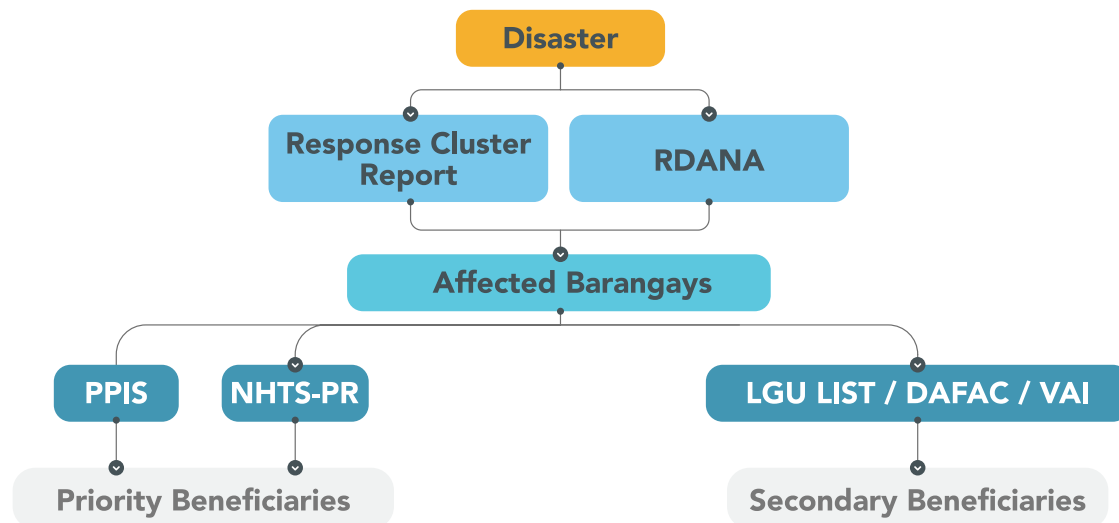 Disaster
Response Cluster
Report
RDANA
Affected Barangays
PPIS
NHTS-PR
LGU LIST / DAFAC / VAI
Priority Beneficiaries
Secondary Beneficiaries